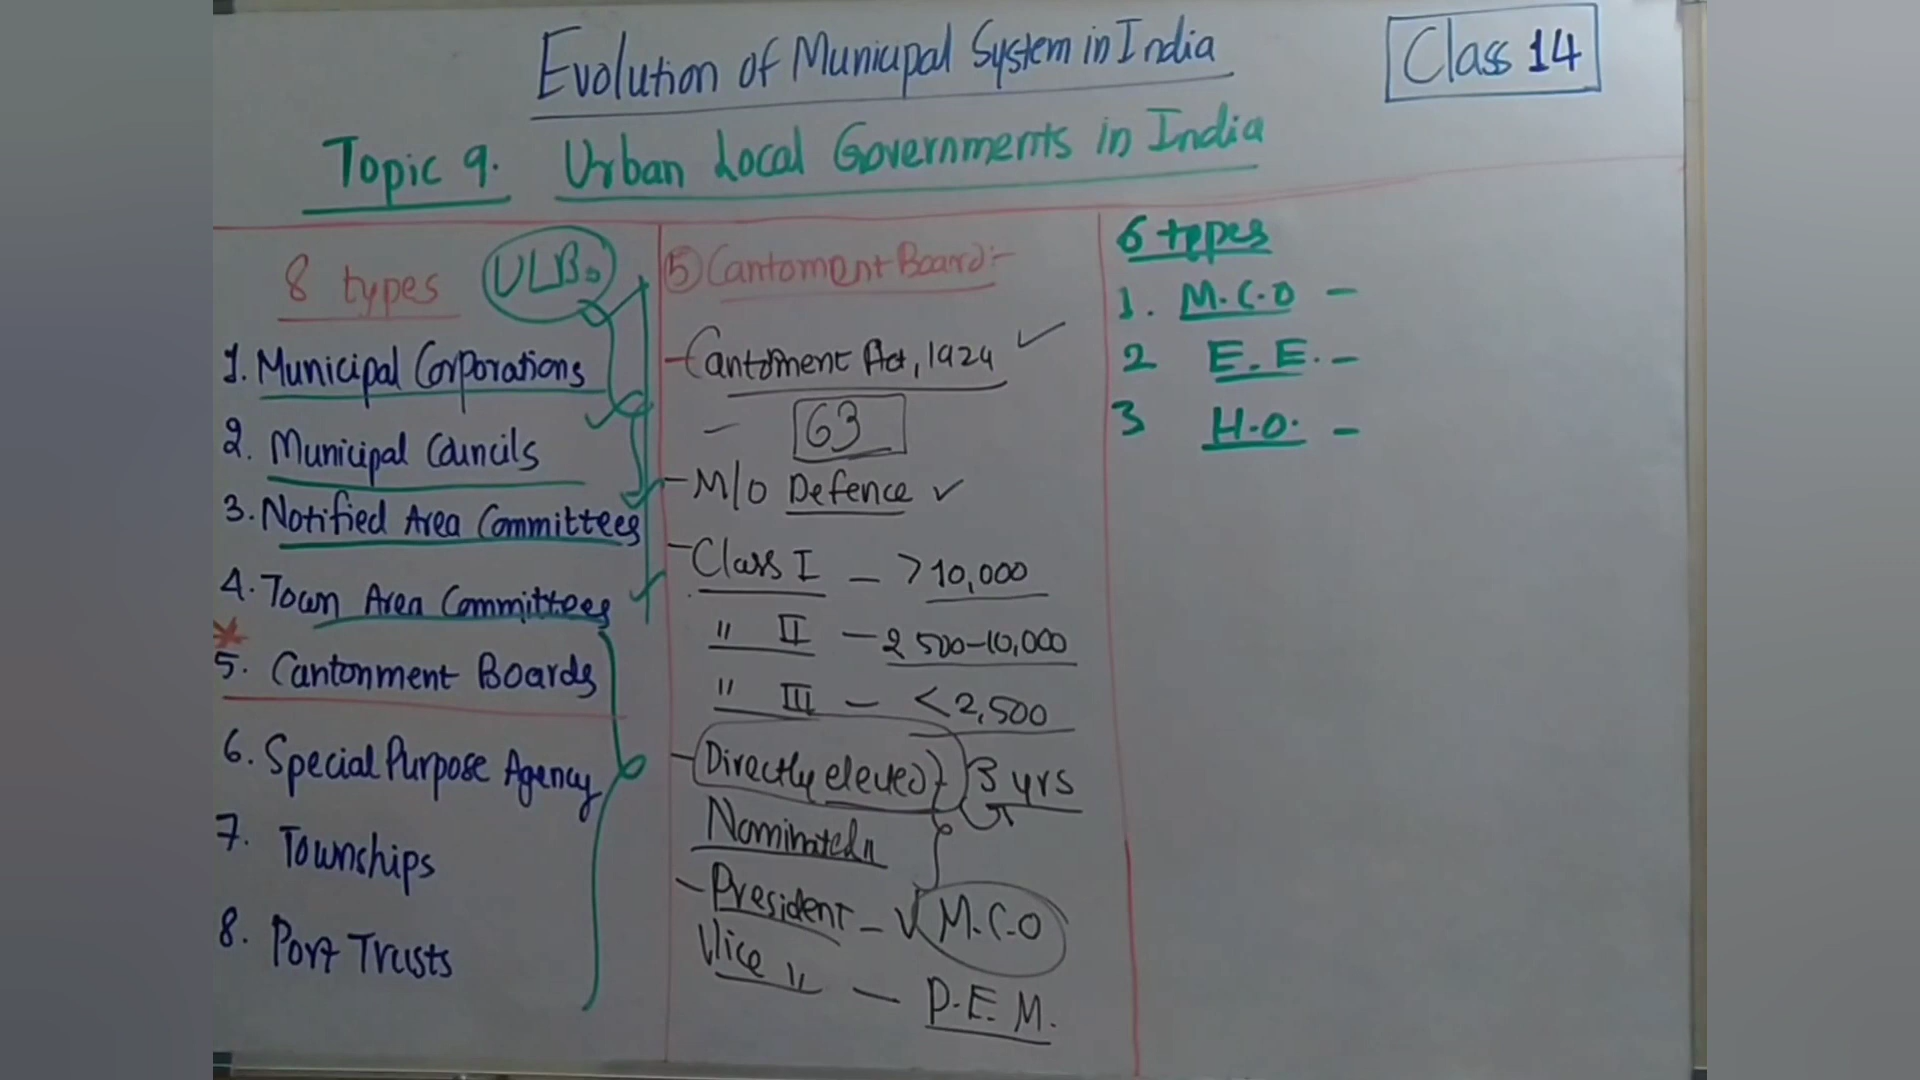 Evolution of Municipal System in India
Class 14
Topic 9. Urban Local Governments in India
8 types
ULBs
1. Municipal Corporations
2. Municipal Councils
3. Notified Area Committees
4. Town Area Committees
5. Cantonment Boards
6. Special Purpose Agency
7. Townships
8. Port Trusts
5 Cantoment Board:-
- Cantoment Act, 1924 ✓
- 63
- M/O Defence ✓
- Class I - >10,000
" II - 2500-10,000
" III - <2,500
- Directly elected } 3 yrs
Nominated "
- President - ✓ M.C.O
Vice " - D.E.M.
6 types
1. M.C.O -
2 E.E. -
3 H.O. -